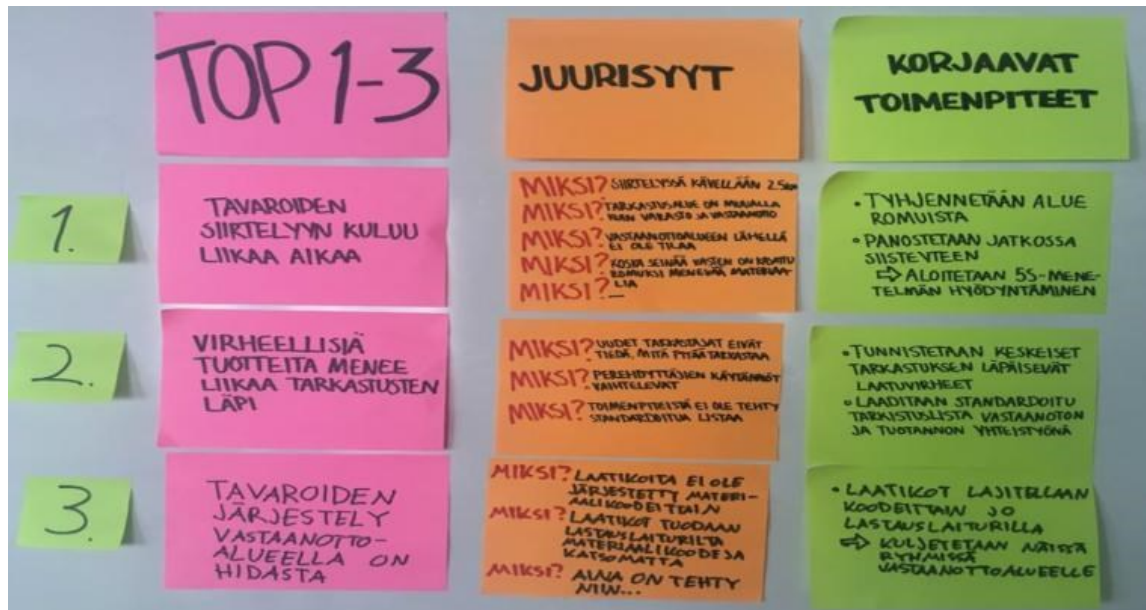 TOP 1-3
JUURISYYT
KORJAAVAT
TOIMENPITEET
1.
TAVAROIDEN
SIIRTELYYN KULUU
LIIKAA AIKAA
MIKSI? SIIRTELYSSÄ KÄVELLÄÄN 2.5km
MIKSI? TARKASTUSALUE ON MUUALLA
KUIN VARASTO JA VASTAANOTTO
MIKSI? VASTAANOTTOALUEEN LÄHELLÄ
EI OLE TILAA
MIKSI? KOSKA SEINÄÄ VASTEN ON KASATTU
ROMUKSI MENEVÄÄ MATERIAA-
LIA
MIKSI? ...
• TYHJENNETÄÄN ALUE
ROMUISTA
• PANOSTETAAN JATKOSSA
SIISTEYTEEN
⇨ ALOITETAAN 5S-MENE-
TELMÄN HYÖDYNTÄMINEN
2.
VIRHEELLISIÄ
TUOTTEITA MENEE
LIIKAA TARKASTUSTEN
LÄPI
MIKSI? UUDET TARKASTAJAT EIVÄT
TIEDÄ, MITÄ PITÄÄ TARKASTAA
MIKSI? PEREHDYTTÄJIEN KÄYTÄNNÖT
VAIHTELEVAT
MIKSI? TOIMENPITEISTÄ EI OLE TEHTY
STANDARDOITUA LISTAA
• TUNNISTETAAN KESKEISET
TARKASTUKSEN LÄPÄISEVÄT
LAATUVIRHEET
• LAADITAAN STANDARDOITU
TARKISTUSLISTA VASTAANOTON
JA TUOTANNON YHTEISTYÖNÄ
3.
TAVAROIDEN
JÄRJESTELY
VASTAANOTTO-
ALUEELLA ON
HIDASTA
MIKSI? LAATIKOITA EI OLE
JÄRJESTETTY MATERI-
AALIKOODEITTAIN
MIKSI? LAATIKOT TUODAAN
LASTAUSLAITURILTA
MATERIAALIKOODEJA
KATSOMATTA
MIKSI? AINA ON TEHTY
NIIN...
• LAATIKOT LAJITELLAAN
KOODEITTAIN JO
LASTAUSLAITURILLA
⇨ KULJETETAAN NÄISSÄ
RYHMISSÄ
VASTAANOTTOALUEELLE